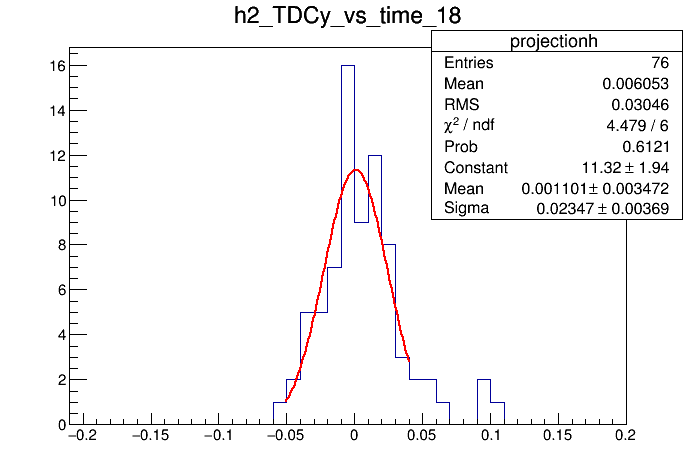 h2_TDCy_vs_time_18
projectionh
Entries 76
Mean 0.006053
RMS 0.03046
χ² / ndf 4.479 / 6
Prob 0.6121
Constant 11.32 ± 1.94
Mean 0.001101± 0.003472
Sigma 0.02347 ± 0.00369
16
14
12
10
8
6
4
2
0
−0.2 −0.15 −0.1 −0.05 0 0.05 0.1 0.15 0.2